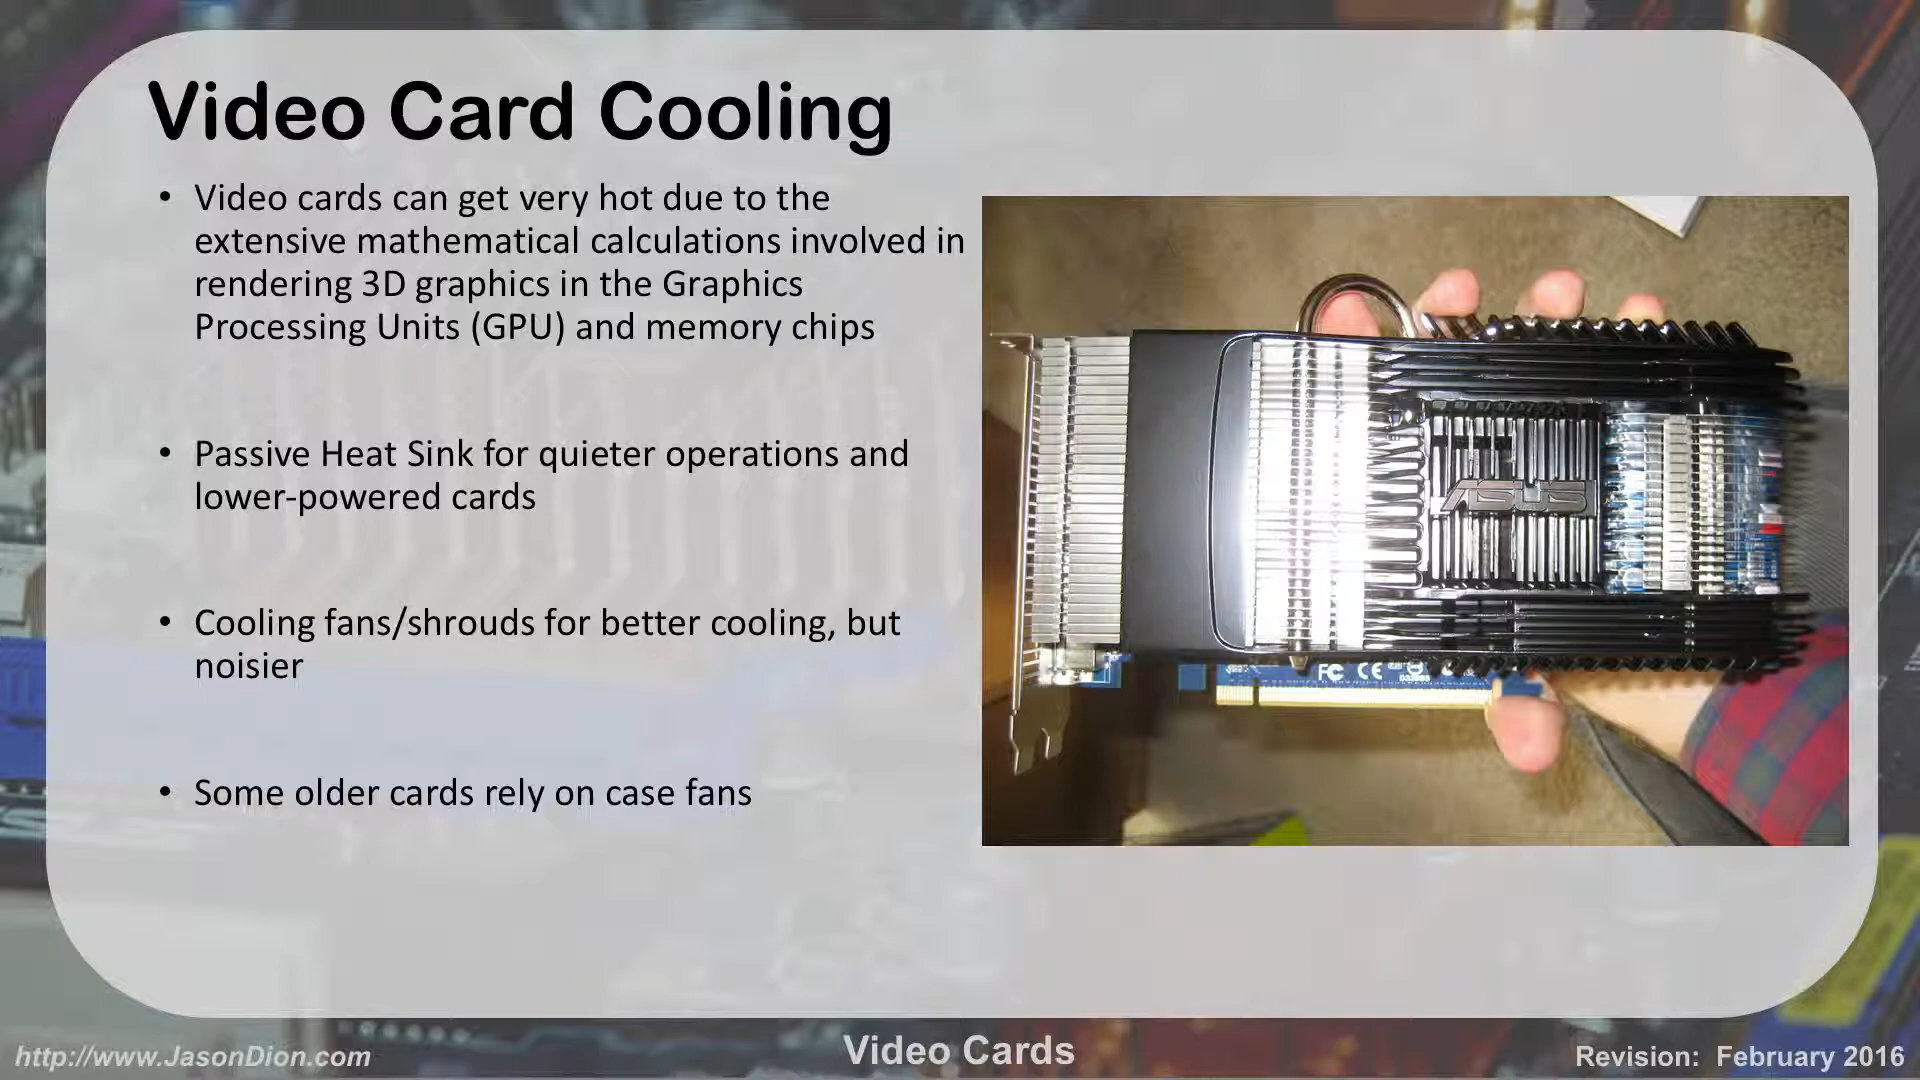 Video Card Cooling
• Video cards can get very hot due to the
extensive mathematical calculations involved in
rendering 3D graphics in the Graphics
Processing Units (GPU) and memory chips
• Passive Heat Sink for quieter operations and
lower-powered cards
• Cooling fans/shrouds for better cooling, but
noisier
• Some older cards rely on case fans
ASUS
FC CE
http://www.JasonDion.com
Video Cards
Revision: February 2016